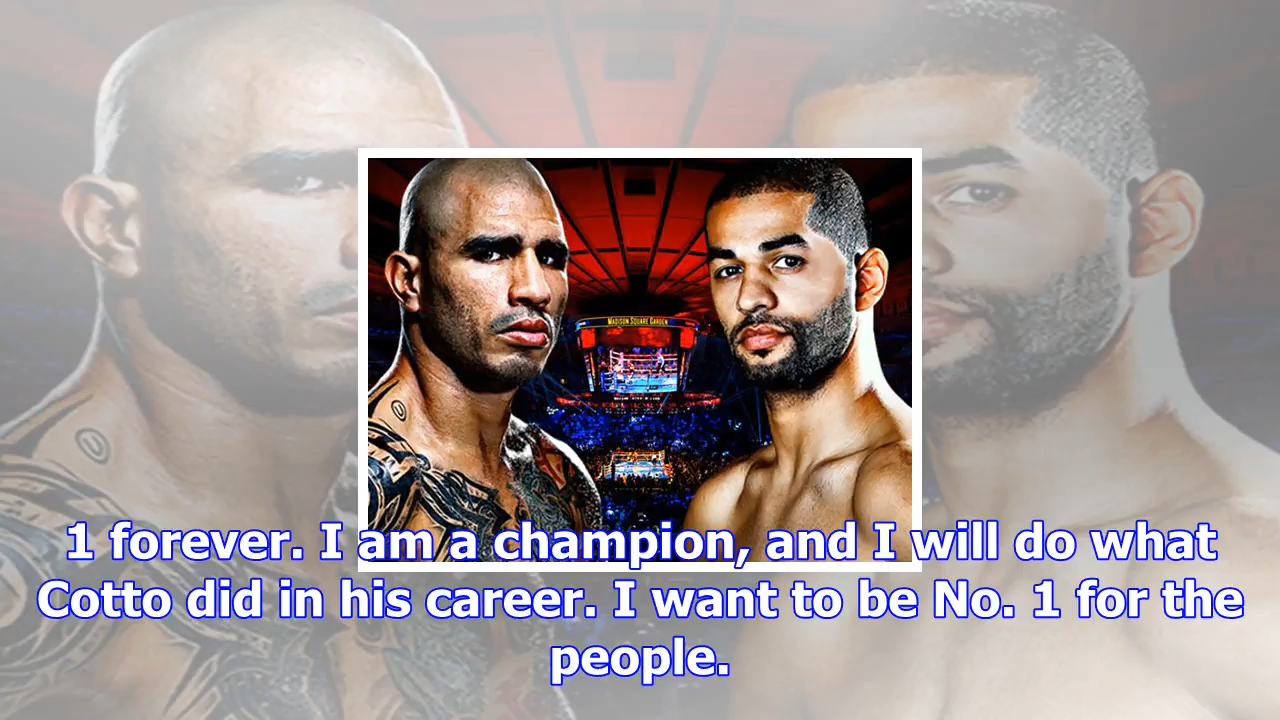 MADISON SQUARE GARDEN
1 forever. I am a champion, and I will do what
Cotto did in his career. I want to be No. 1 for the
people.